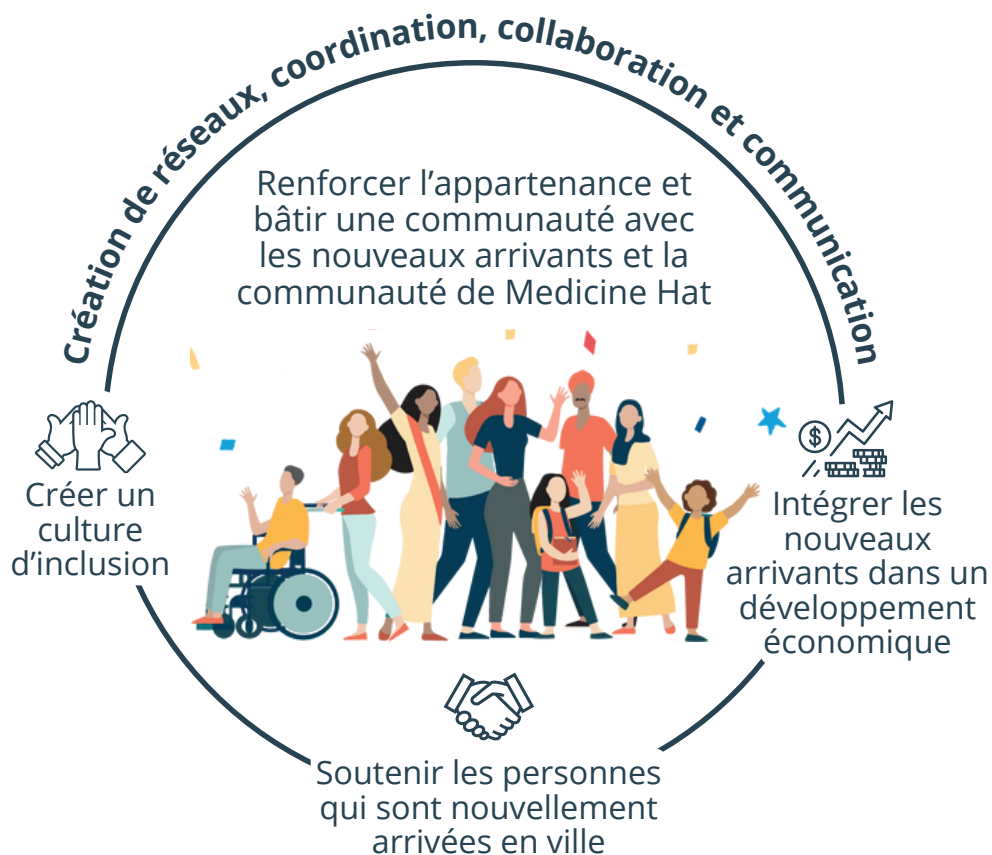 Création de réseaux, coordination, collaboration et communication
Renforcer l’appartenance et
bâtir une communauté avec
les nouveaux arrivants et la
communauté de Medicine Hat
Créer un
culture
d’inclusion
$
Intégrer les
nouveaux
arrivants dans un
développement
économique
Soutenir les personnes
qui sont nouvellement
arrivées en ville